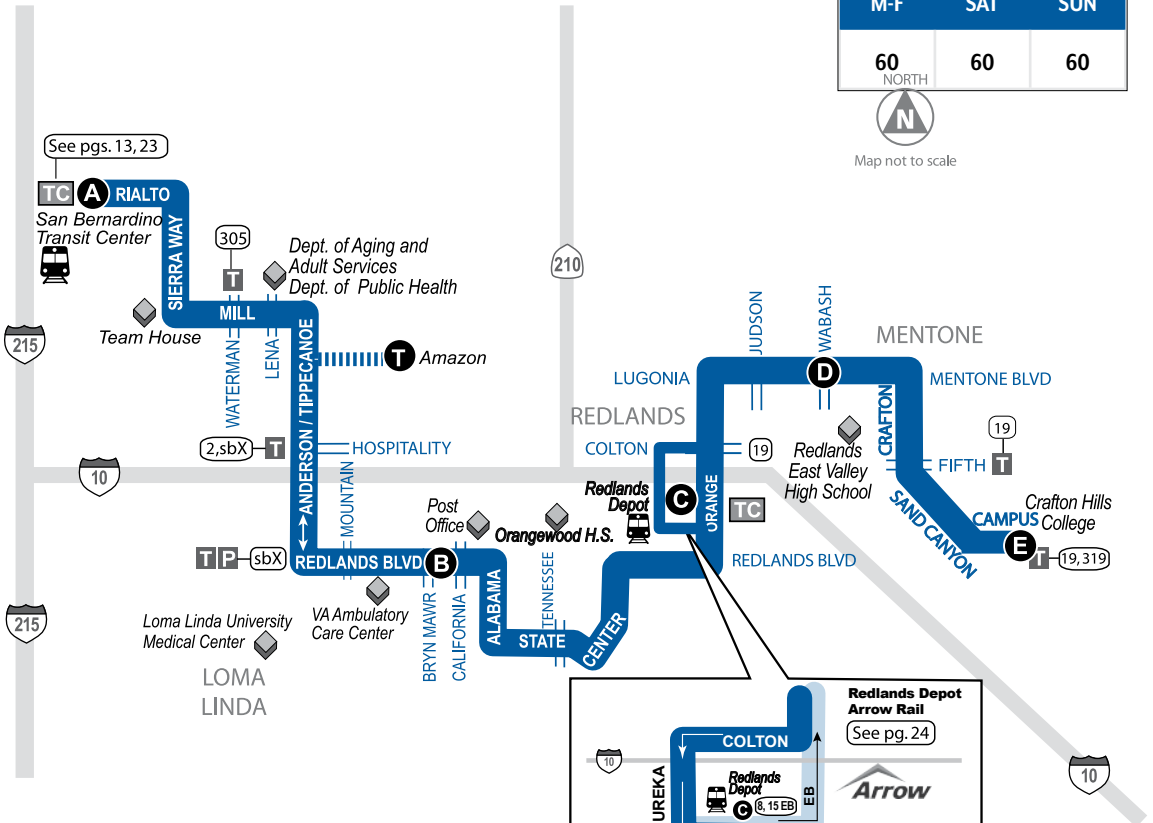 M-F SAT SUN
60 60 60
NORTH
N
Map not to scale
See pgs. 13, 23
TC A RIALTO
San Bernardino
Transit Center
SIERRA WAY
305
T
Dept. of Aging and
Adult Services
Dept. of Public Health
MILL
Team House
WATERMAN
LENA
215
210
ANDERSON / TIPPECANOE
T Amazon
2,sbX T
HOSPITALITY
10
MOUNTAIN
T P sbX
REDLANDS BLVD B
Post
Office
VA Ambulatory
Care Center
Loma Linda University
Medical Center
LOMA
LINDA
215
BRYN MAWR
CALIFORNIA
ALABAMA
STATE
TENNESSEE
CENTER
Orangewood H.S.
Redlands
Depot
C
ORANGE
TC
REDLANDS BLVD
REDLANDS
COLTON
19
LUGONIA
JUDSON
WABASH
D
MENTONE
MENTONE BLVD
CRAFTON
Redlands
East Valley
High School
19
FIFTH T
SAND CANYON
CAMPUS
Crafton Hills
College
E
T 19,319
10
Redlands Depot
Arrow Rail
See pg. 24
COLTON
10
UREKA
Redlands
Depot
C 8, 15 EB
EB
Arrow